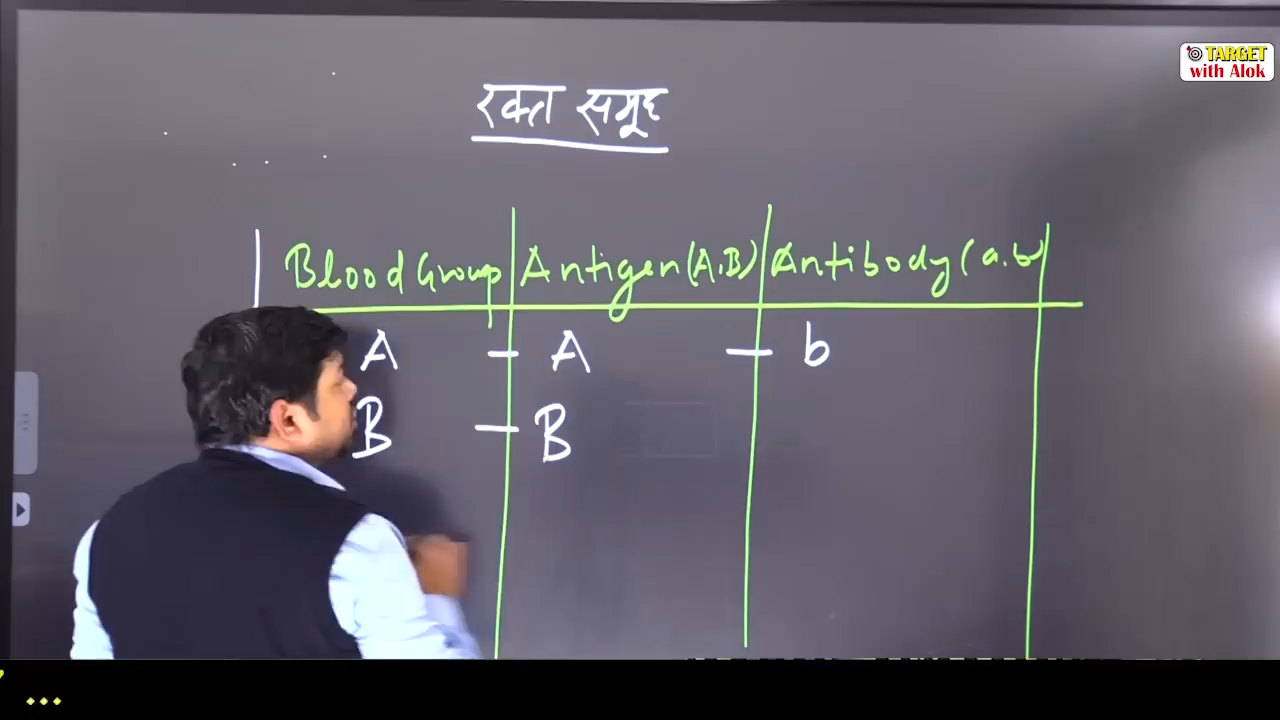 TARGET
with Alok
रक्त समूह
Blood Group Antigen (A.B) Antibody (a.b)
A - A - b
B - B
...